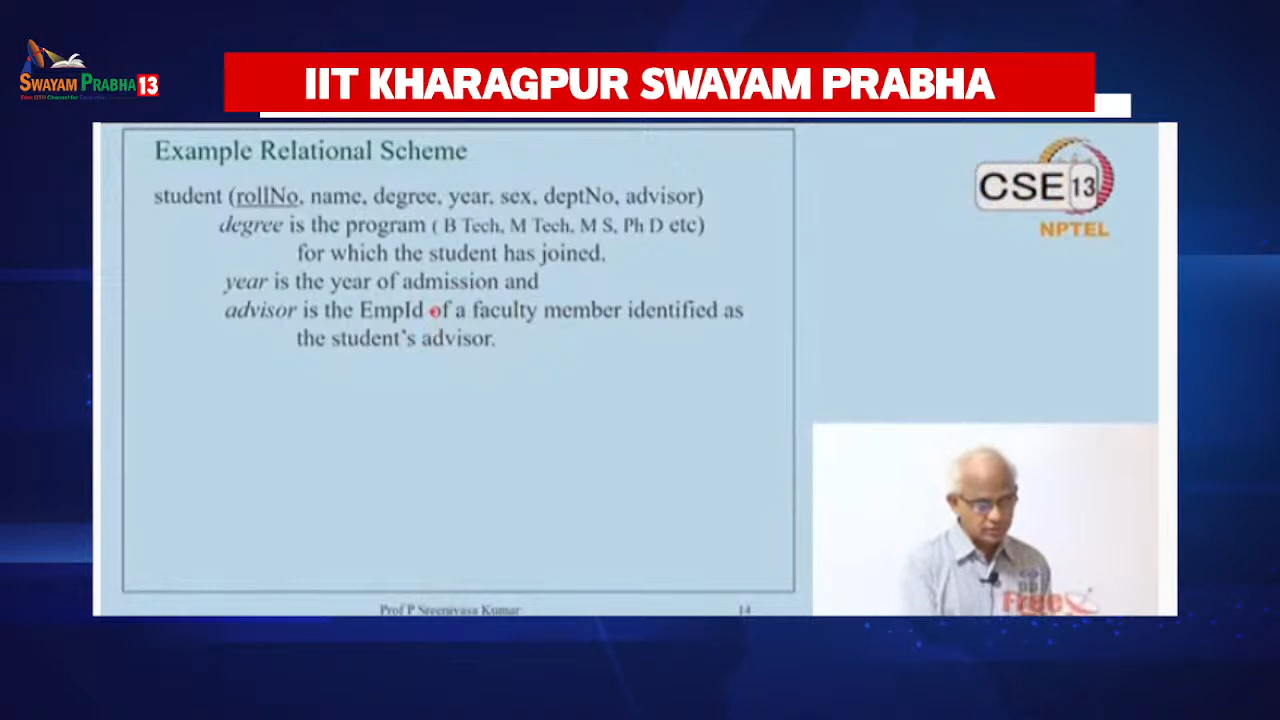 SWAYAM PRABHA 13
IIT KHARAGPUR SWAYAM PRABHA
Example Relational Scheme
student (rollNo, name, degree, year, sex, deptNo, advisor)
degree is the program ( B Tech, M Tech, M S, Ph D etc)
for which the student has joined.
year is the year of admission and
advisor is the EmpId of a faculty member identified as
the student’s advisor.
CSE 13
NPTEL
Free
Prof P Sreenivasa Kumar
14